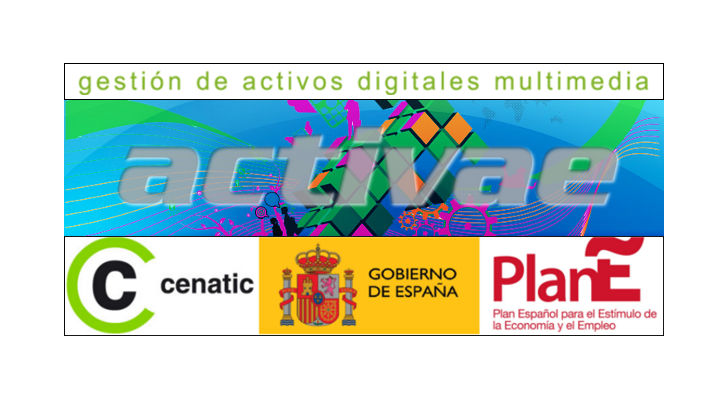 gestión de activos digitales multimedia
activae
C cenatic
GOBIERNO
DE ESPAÑA
PlanE
Plan Español para el Estímulo de
la Economía y el Empleo